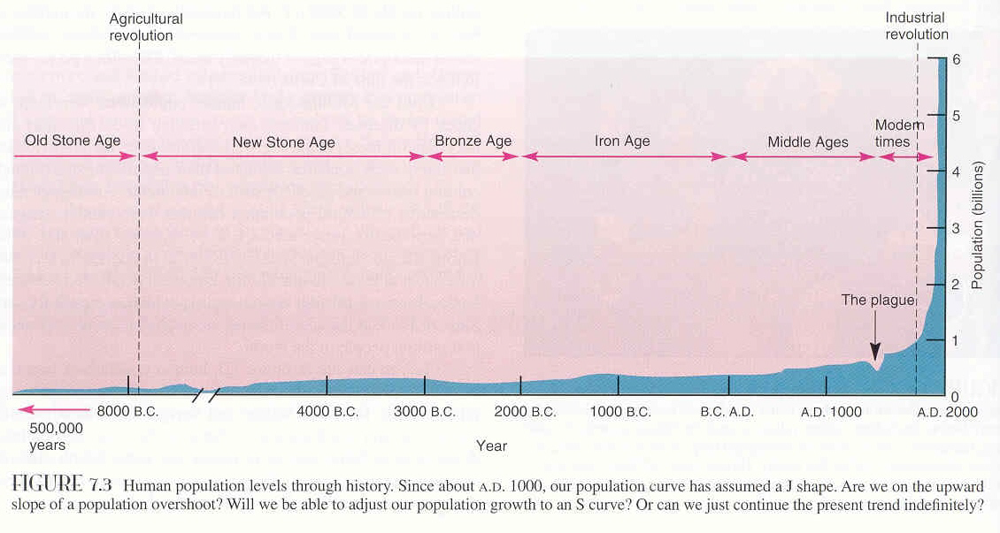 Agricultural
revolution
Industrial
revolution
6
5
Old Stone Age
New Stone Age
Bronze Age
Iron Age
Middle Ages
Modern
times
4
3
2
1
0
Population (billions)
The plague
8000 B.C.
4000 B.C.
3000 B.C.
2000 B.C.
1000 B.C.
B.C. A.D.
A.D. 1000
A.D. 2000
500,000
years
Year
FIGURE 7.3 Human population levels through history. Since about A.D. 1000, our population curve has assumed a J shape. Are we on the upward
slope of a population overshoot? Will we be able to adjust our population growth to an S curve? Or can we just continue the present trend indefinitely?